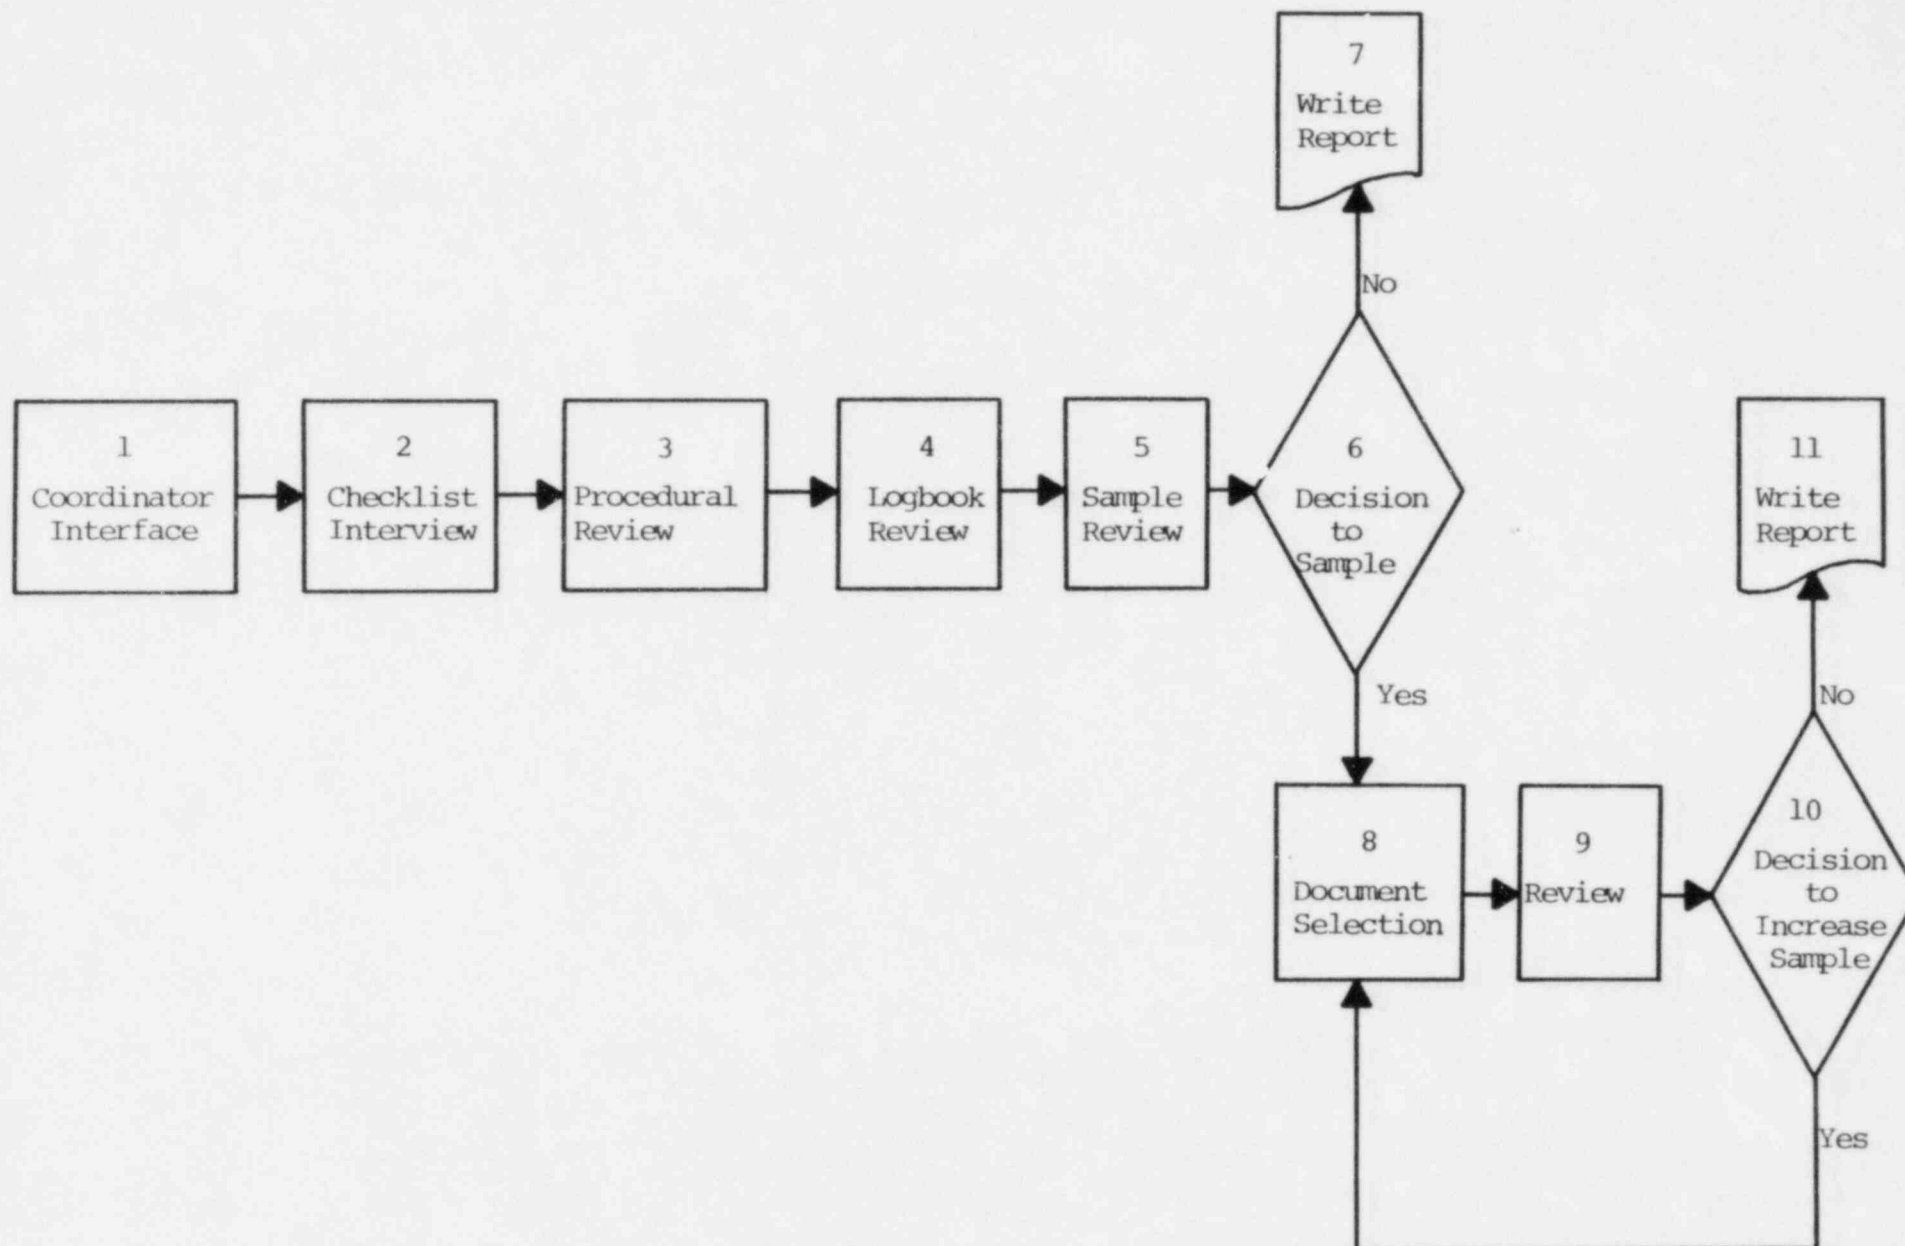 7
Write
Report
No
1
Coordinator
Interface
2
Checklist
Interview
3
Procedural
Review
4
Logbook
Review
5
Sample
Review
6
Decision
to
Sample
Yes
11
Write
Report
No
8
Document
Selection
9
Review
10
Decision
to
Increase
Sample
Yes